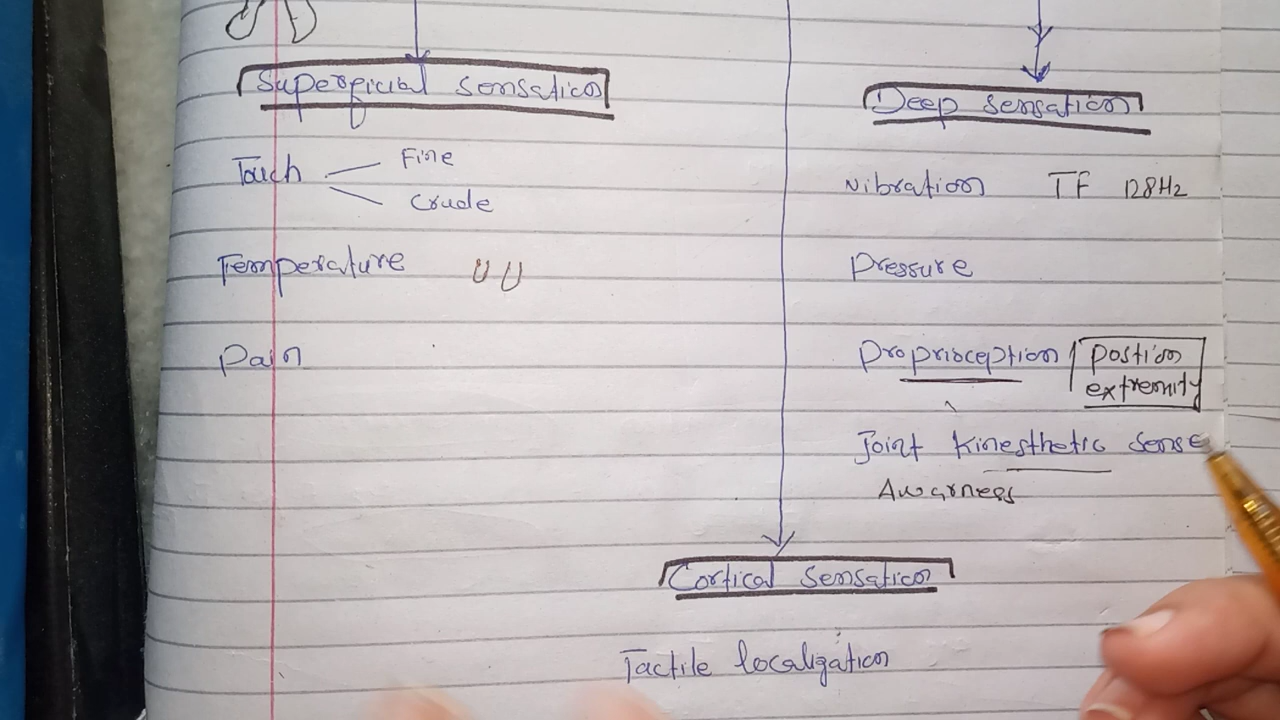 Superficial sensation
Touch
Fine
Crude
Temperature
Pain
Deep sensation
Vibration TF 128Hz
Pressure
Proprioception / Postion
extremity
Joint Kinesthetic sense
Awarness
Cortical sensation
Tactile localization